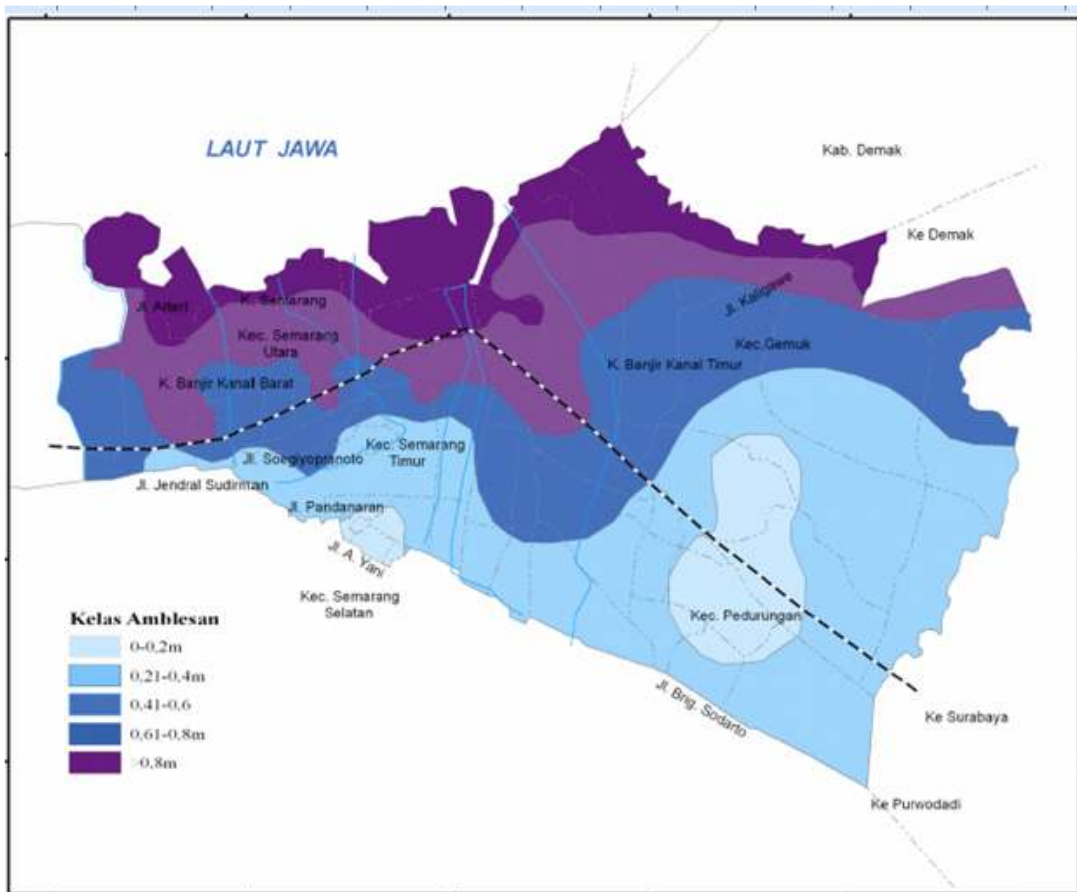 LAUT JAWA
Kab. Demak
Ke Demak
Jl. Arteri
K. Semarang
Jl. Kaligawe
Kec. Semarang
Utara
Kec.Gemuk
K. Banjir Kanal Timur
K. Banjir Kanal Barat
Kec. Semarang
Timur
Jl. Soegiyopranoto
Jl. Jendral Sudirman
Jl. Pandanaran
Jl. A. Yani
Kec. Semarang
Selatan
Kec. Pedurungan
Jl. Brig. Sodarto
Ke Surabaya
Ke Purwodadi
Kelas Amblesan
0-0,2m
0,21-0,4m
0,41-0,6
0,61-0,8m
>0,8m